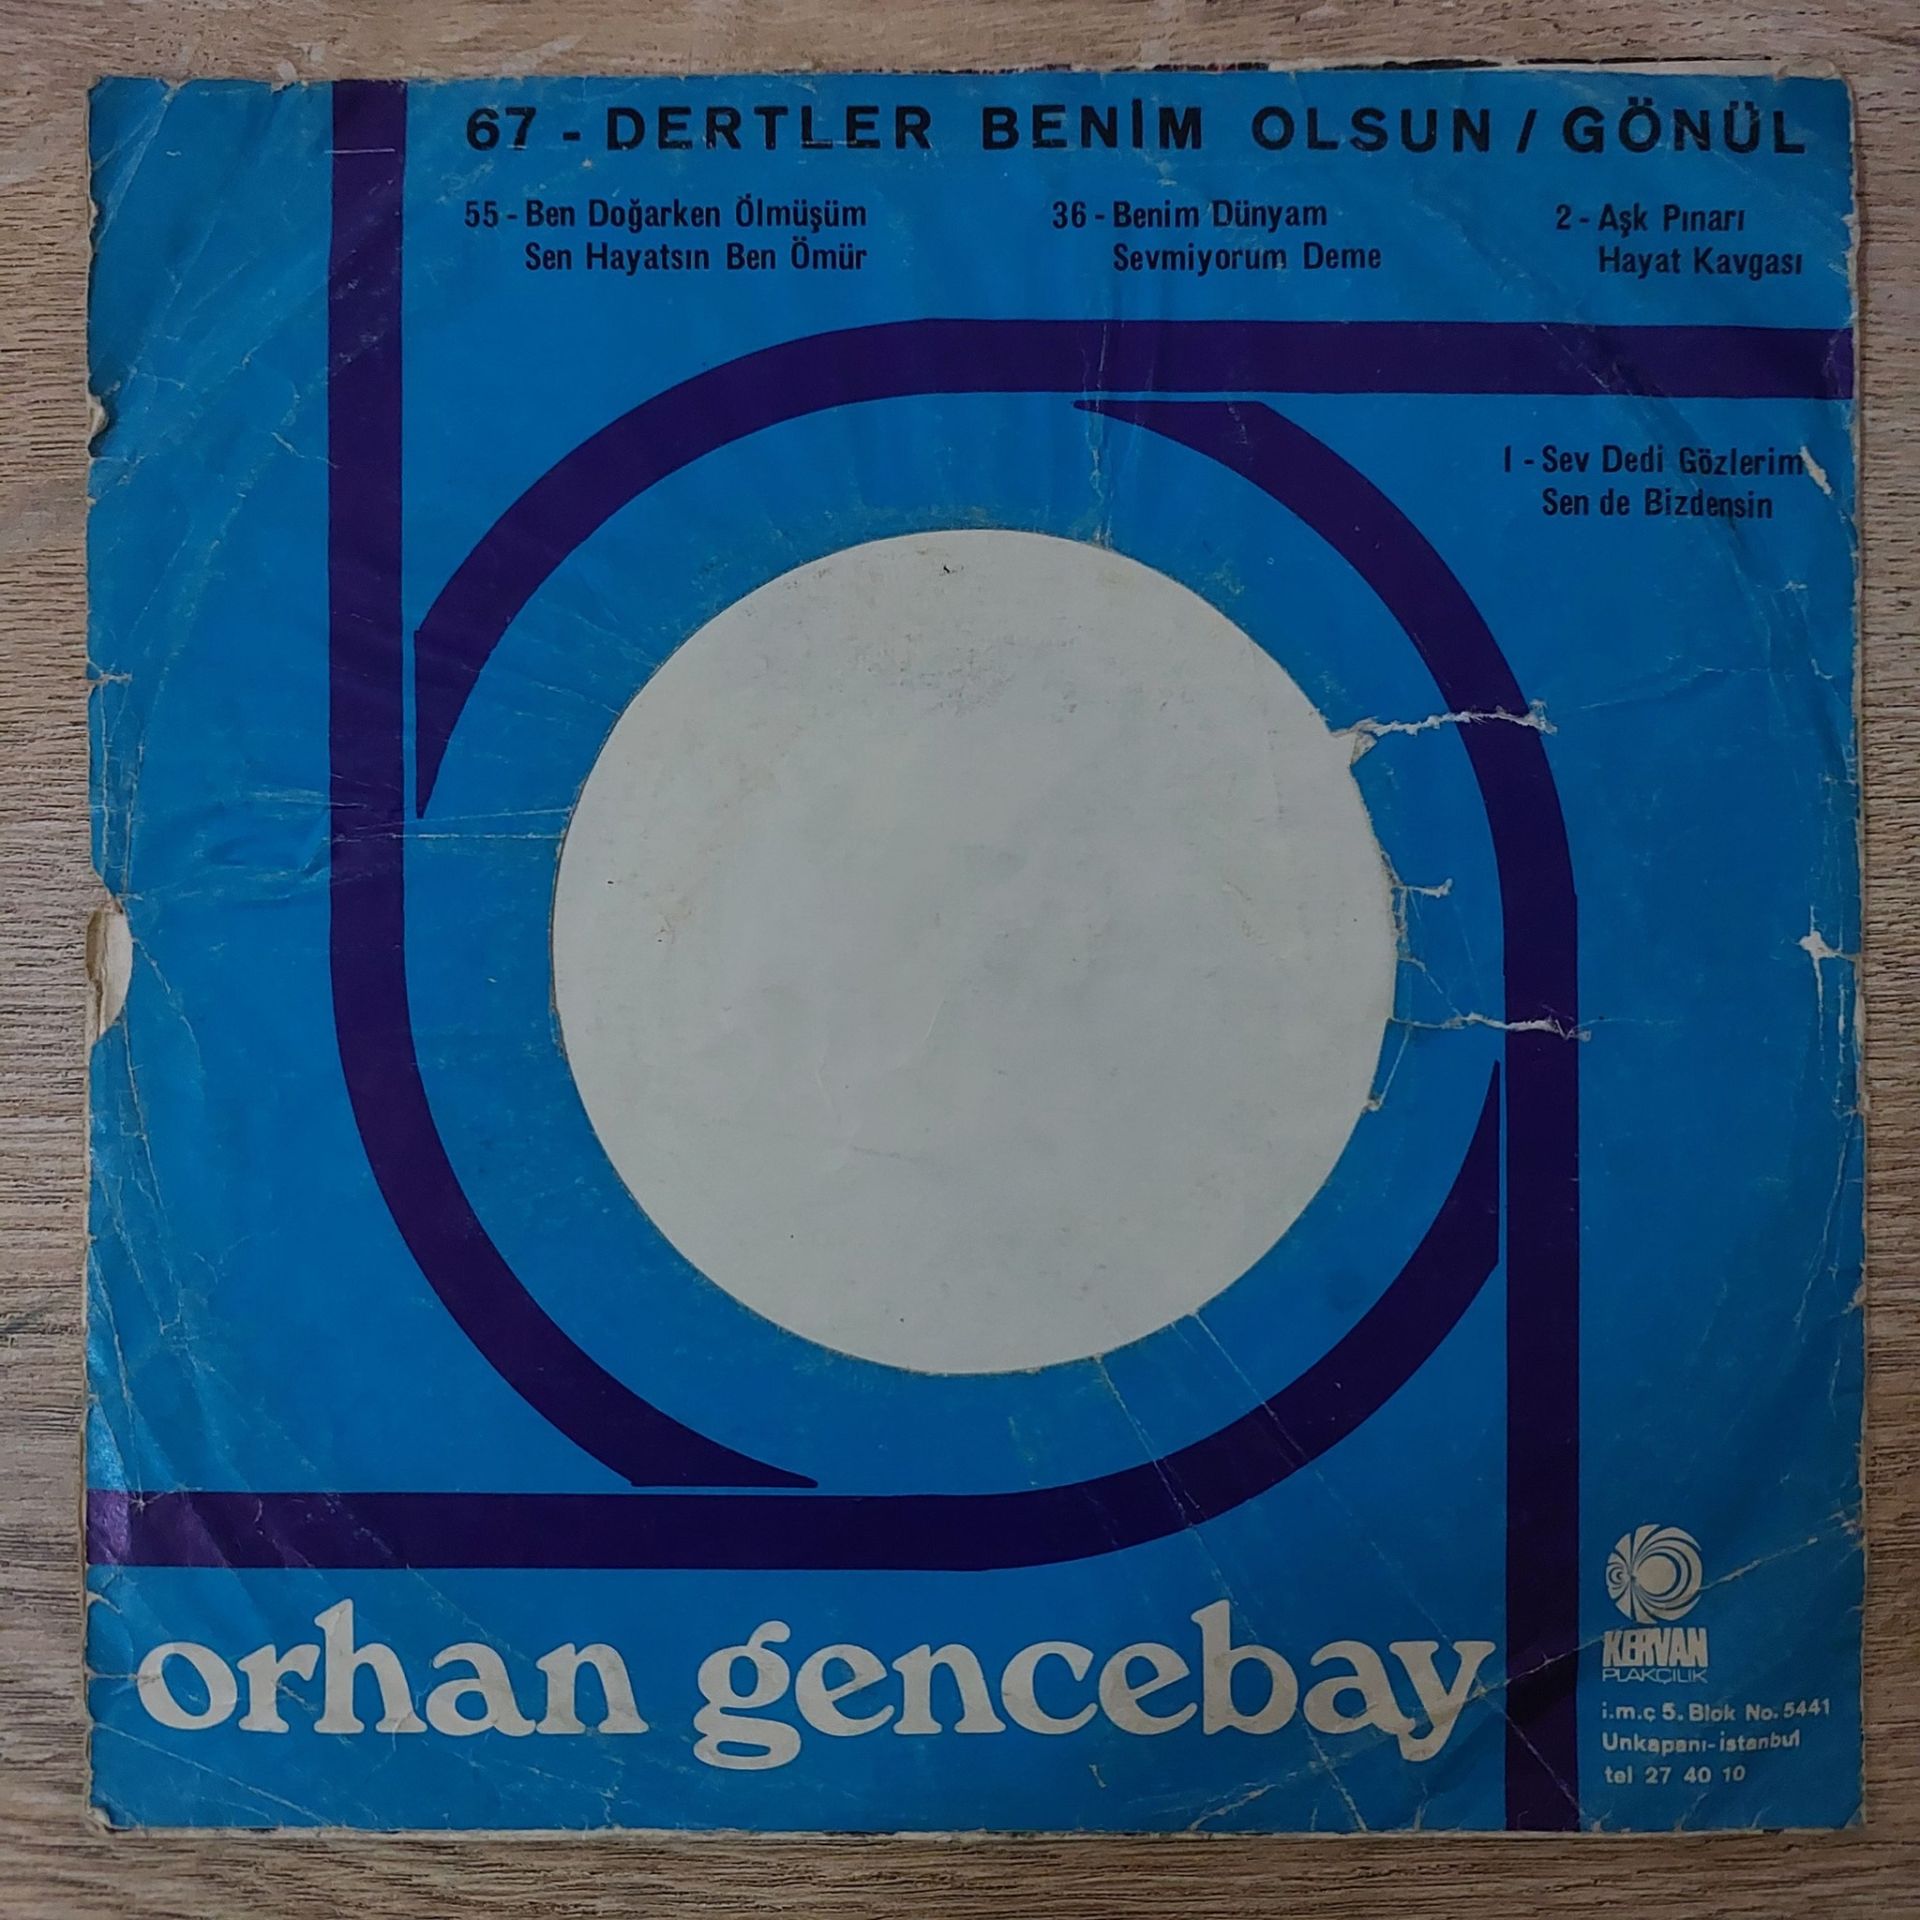 67 - DERTLER BENİM OLSUN / GÖNÜL
55 - Ben Doğarken Ölmüşüm
Sen Hayatsın Ben Ömür
36 - Benim Dünyam
Sevmiyorum Deme
2 - Aşk Pınarı
Hayat Kavgası
1 - Sev Dedi Gözlerim
Sen de Bizdensin
orhan gencebay
KERVAN
PLAKÇILIK
i.m.ç 5. Blok No. 5441
Unkapanı-istanbul
tel 27 40 10